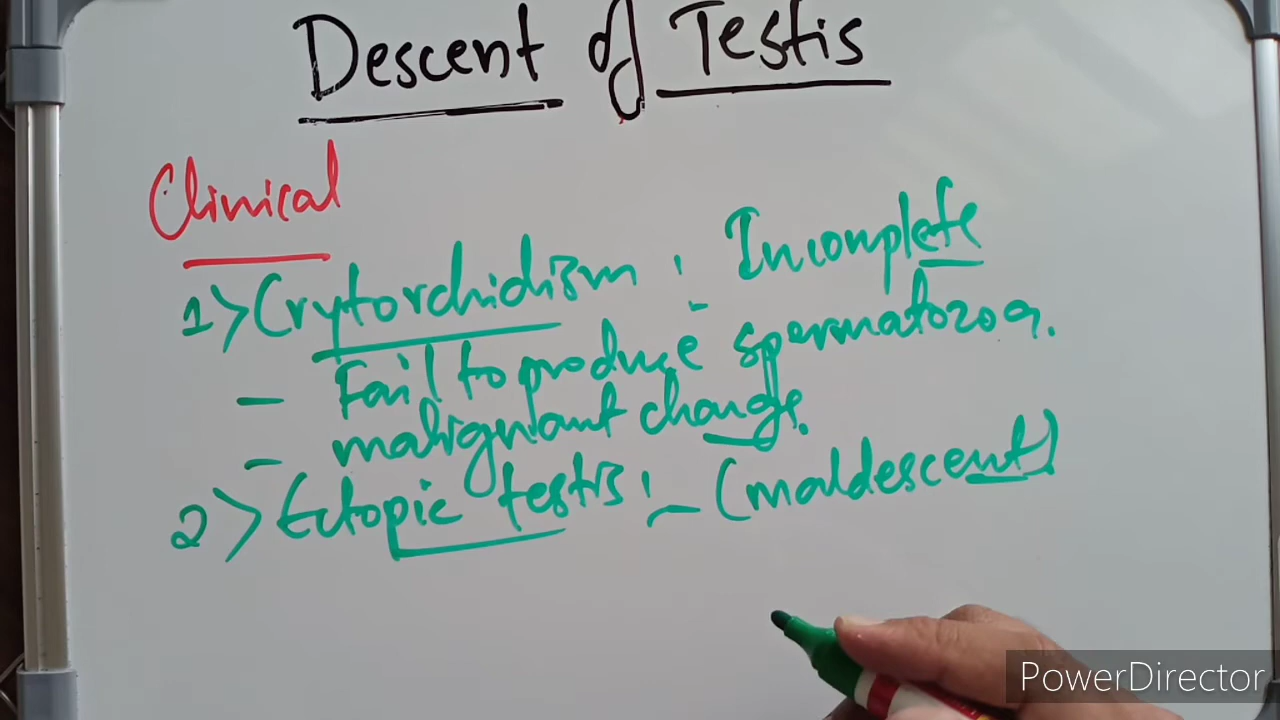 Descent of Testis
Clinical
1> Crytorchidism : Incomplete
- Fail to produce spermatozoa.
- malignant change.
2> Ectopic testis :- (maldescent)
PowerDirector